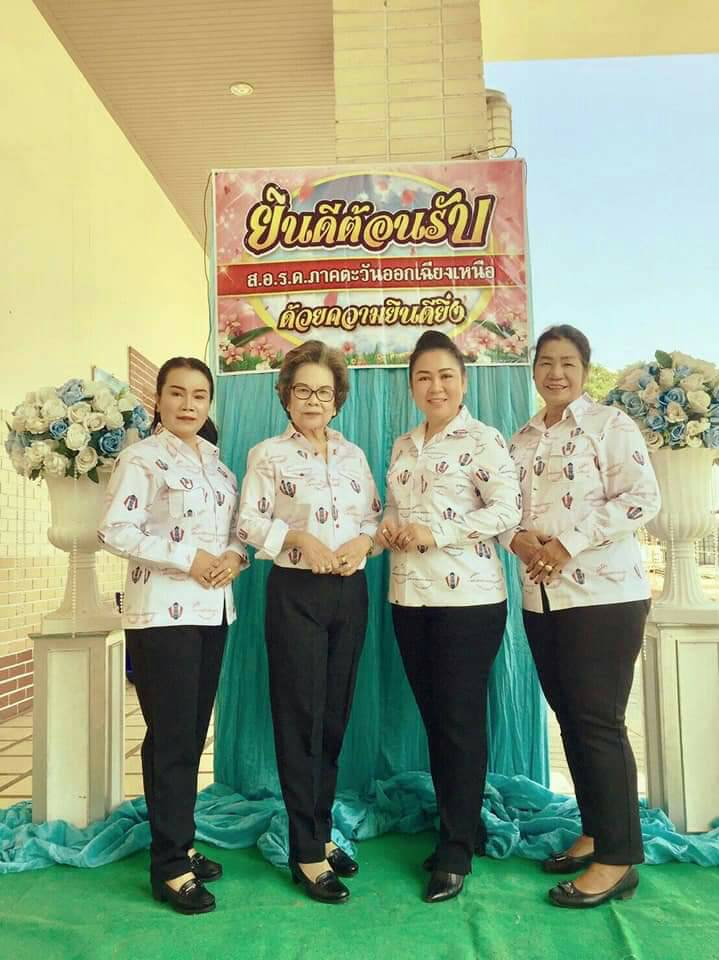 ยินดีต้อนรับ
ส.อ.ร.ด.ภาคตะวันออกเฉียงเหนือ
ด้วยความยินดียิ่ง